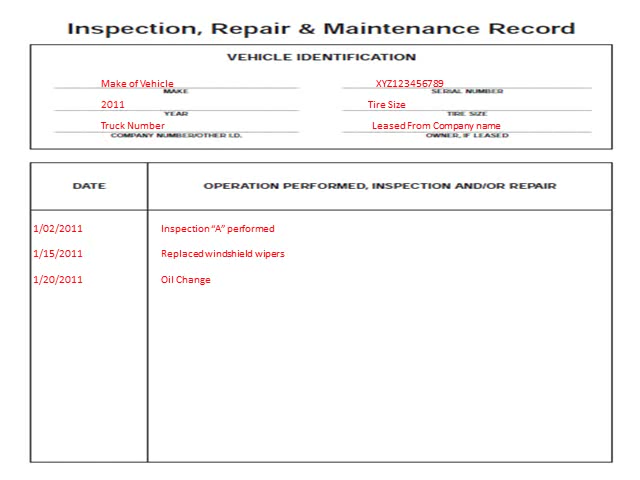 Inspection, Repair & Maintenance Record
VEHICLE IDENTIFICATION
Make of Vehicle XYZ123456789
MAKE SERIAL NUMBER
2011 Tire Size
YEAR TIRE SIZE
Truck Number Leased From Company name
COMPANY NUMBER/OTHER I.D. OWNER, IF LEASED
DATE OPERATION PERFORMED, INSPECTION AND/OR REPAIR
1/02/2011 Inspection “A” performed
1/15/2011 Replaced windshield wipers
1/20/2011 Oil Change